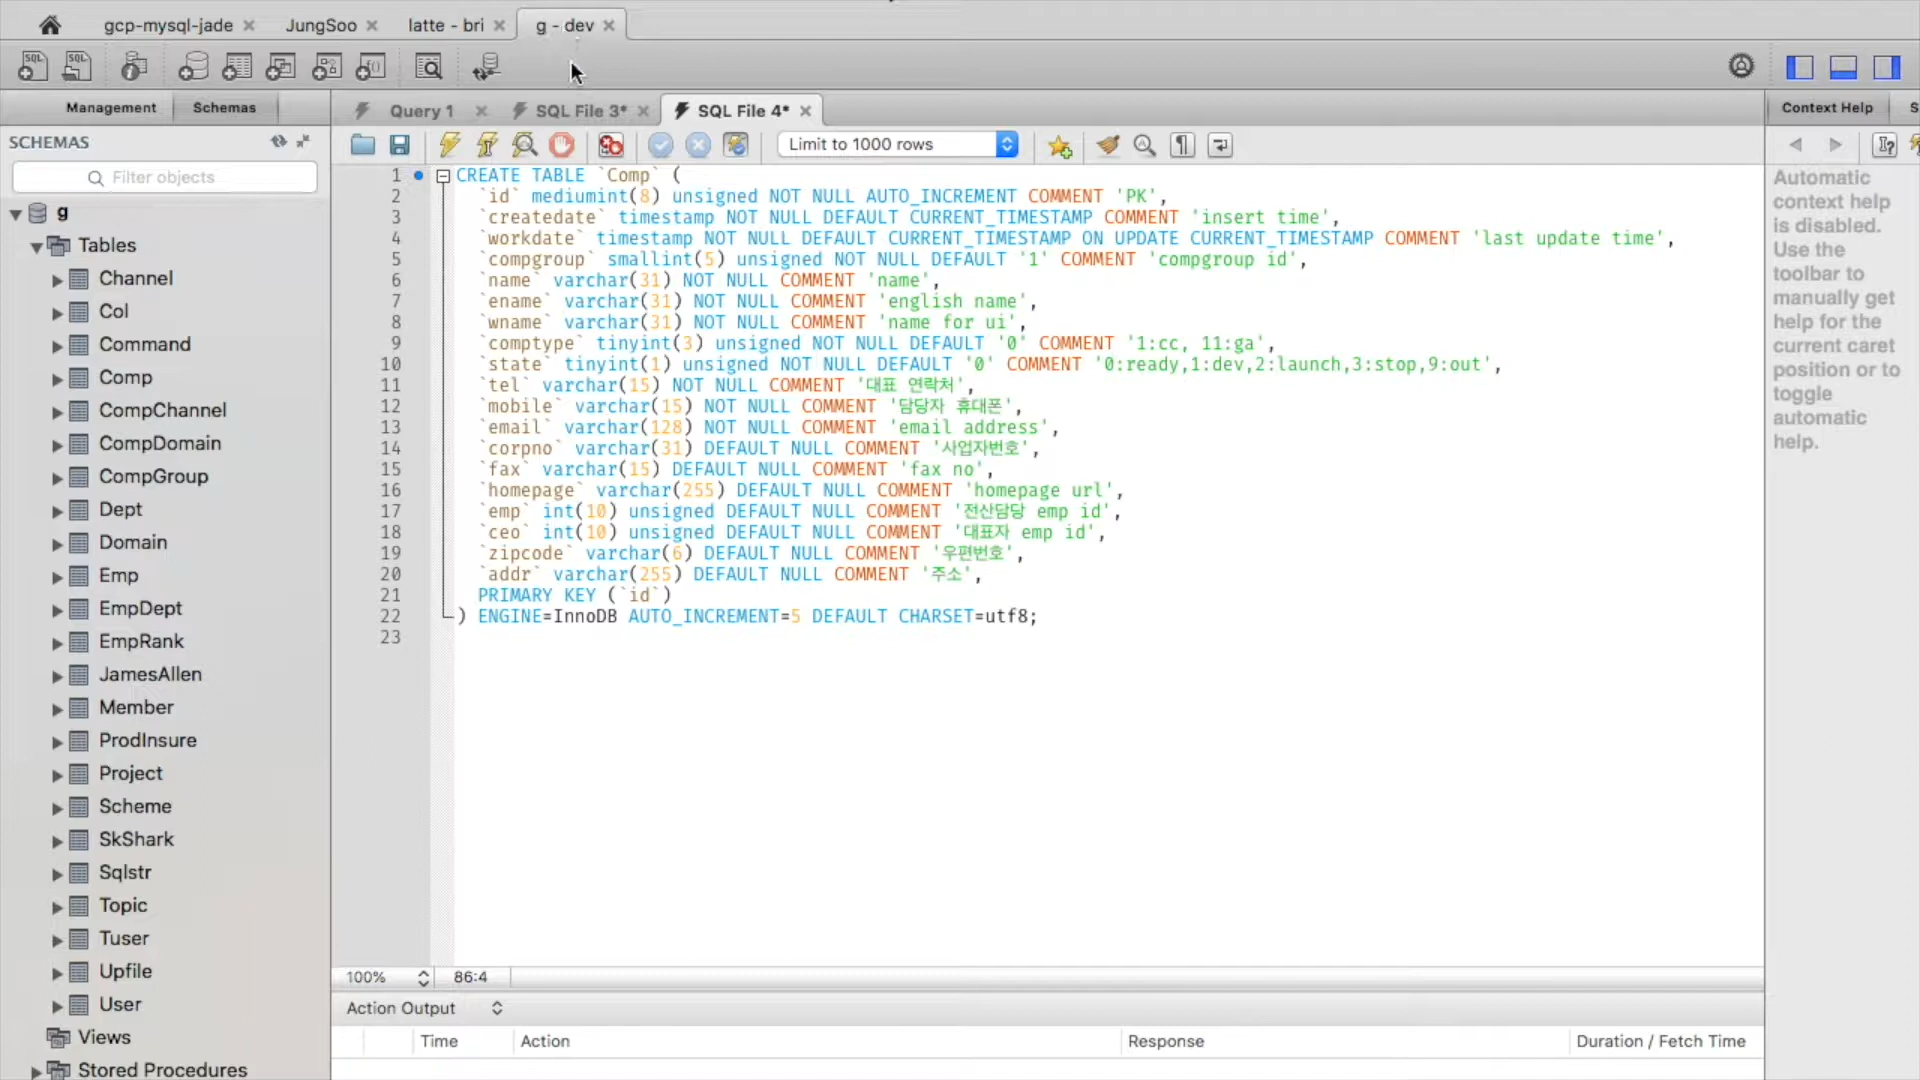 gcp-mysql-jade JungSoo latte - bri g - dev
Management Schemas
Query 1 SQL File 3* SQL File 4*
Context Help S
SCHEMAS
Filter objects
Limit to 1000 rows
g
Tables
Channel
Col
Command
Comp
CompChannel
CompDomain
CompGroup
Dept
Domain
Emp
EmpDept
EmpRank
JamesAllen
Member
ProdInsure
Project
Scheme
SkShark
Sqlstr
Topic
Tuser
Upfile
User
Views
Stored Procedures
1 CREATE TABLE `Comp` (
2 `id` mediumint(8) unsigned NOT NULL AUTO_INCREMENT COMMENT 'PK',
3 `createdate` timestamp NOT NULL DEFAULT CURRENT_TIMESTAMP COMMENT 'insert time',
4 `workdate` timestamp NOT NULL DEFAULT CURRENT_TIMESTAMP ON UPDATE CURRENT_TIMESTAMP COMMENT 'last update time',
5 `compgroup` smallint(5) unsigned NOT NULL DEFAULT '1' COMMENT 'compgroup id',
6 `name` varchar(31) NOT NULL COMMENT 'name',
7 `ename` varchar(31) NOT NULL COMMENT 'english name',
8 `wname` varchar(31) NOT NULL COMMENT 'name for ui',
9 `comptype` tinyint(3) unsigned NOT NULL DEFAULT '0' COMMENT '1:cc, 11:ga',
10 `state` tinyint(1) unsigned NOT NULL DEFAULT '0' COMMENT '0:ready,1:dev,2:launch,3:stop,9:out',
11 `tel` varchar(15) NOT NULL COMMENT '대표 연락처',
12 `mobile` varchar(15) NOT NULL COMMENT '담당자 휴대폰',
13 `email` varchar(128) NOT NULL COMMENT 'email address',
14 `corpno` varchar(31) DEFAULT NULL COMMENT '사업자번호',
15 `fax` varchar(15) DEFAULT NULL COMMENT 'fax no',
16 `homepage` varchar(255) DEFAULT NULL COMMENT 'homepage url',
17 `emp` int(10) unsigned DEFAULT NULL COMMENT '전산담당 emp id',
18 `ceo` int(10) unsigned DEFAULT NULL COMMENT '대표자 emp id',
19 `zipcode` varchar(6) DEFAULT NULL COMMENT '우편번호',
20 `addr` varchar(255) DEFAULT NULL COMMENT '주소',
21 PRIMARY KEY (`id`)
22 ) ENGINE=InnoDB AUTO_INCREMENT=5 DEFAULT CHARSET=utf8;
23
Automatic
context help
is disabled.
Use the
toolbar to
manually get
help for the
current caret
position or to
toggle
automatic
help.
100% 86:4
Action Output
Time Action Response Duration / Fetch Time